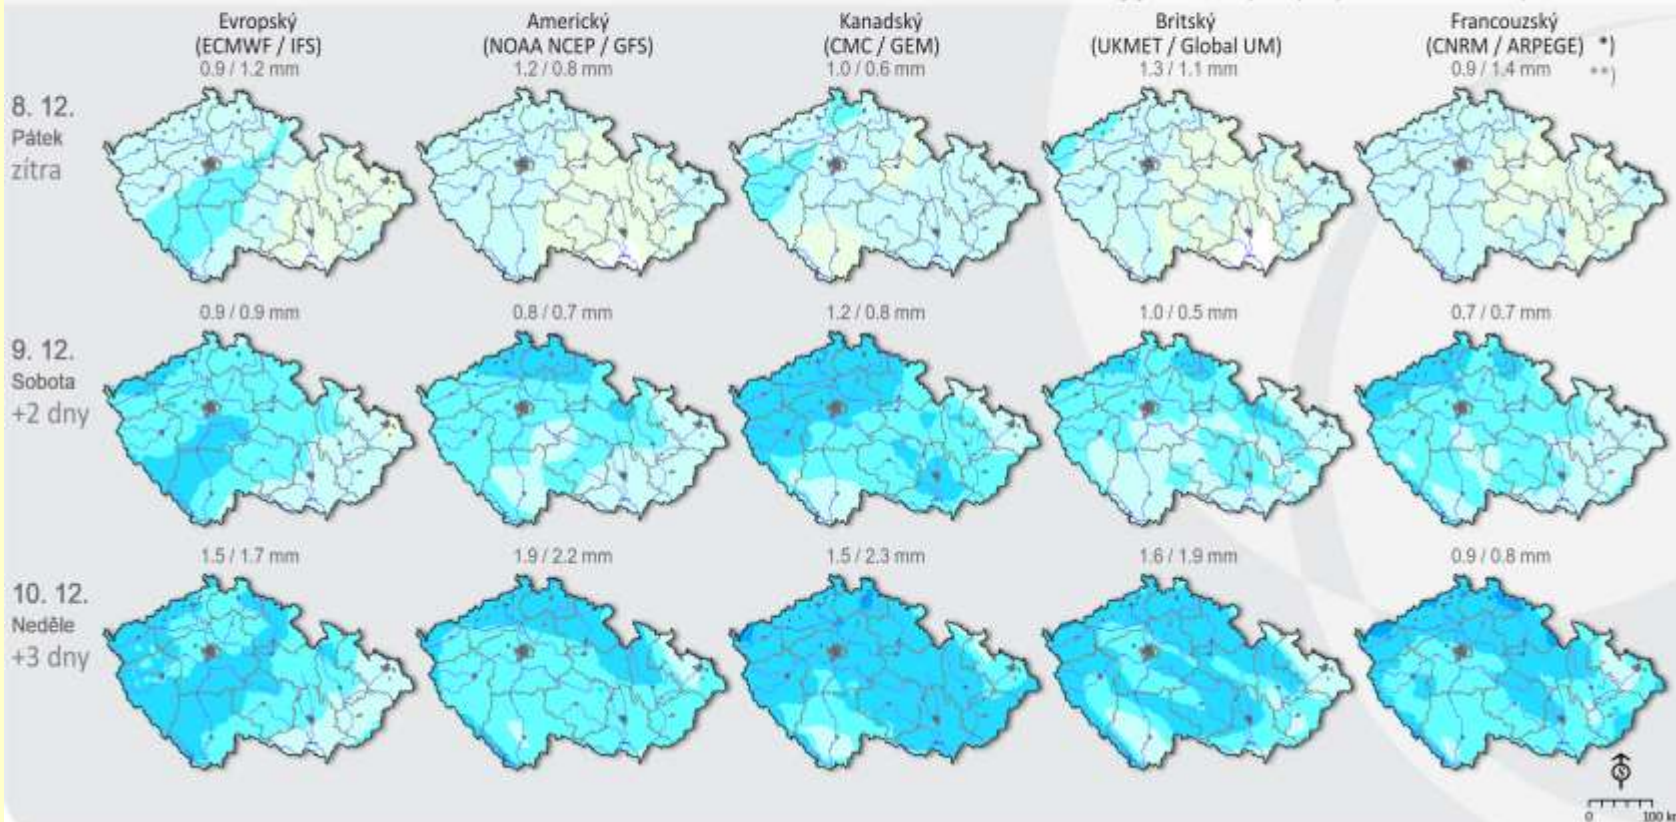 Evropský
(ECMWF / IFS)
0.9 / 1.2 mm
Americký
(NOAA NCEP / GFS)
1.2 / 0.8 mm
Kanadský
(CMC / GEM)
1.0 / 0.6 mm
Britský
(UKMET / Global UM)
1.3 / 1.1 mm
Francouzský
(CNRM / ARPEGE) *)
0.9 / 1.4 mm **)
8. 12.
Pátek
zítra
0.9 / 0.9 mm
0.8 / 0.7 mm
1.2 / 0.8 mm
1.0 / 0.5 mm
0.7 / 0.7 mm
9. 12.
Sobota
+2 dny
1.5 / 1.7 mm
1.9 / 2.2 mm
1.5 / 2.3 mm
1.6 / 1.9 mm
0.9 / 0.8 mm
10. 12.
Neděle
+3 dny
0 100 km